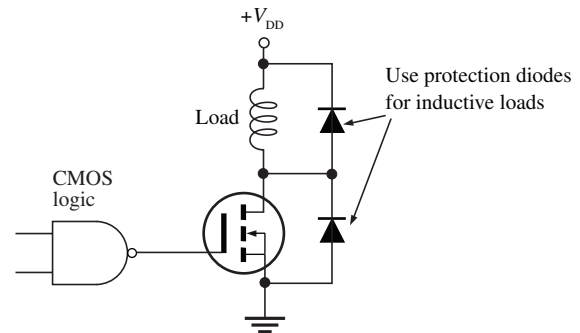 +V_DD
Use protection diodes
for inductive loads
Load
CMOS
logic